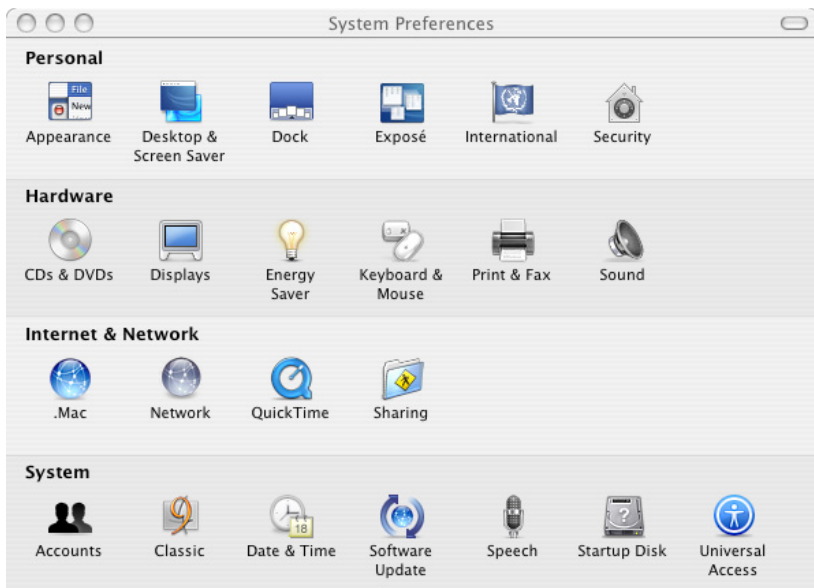 System Preferences
Personal
File
New
Appearance
Desktop &
Screen Saver
Dock
Exposé
International
Security
Hardware
CDs & DVDs
Displays
Energy
Saver
Keyboard &
Mouse
Print & Fax
Sound
Internet & Network
.Mac
Network
QuickTime
Sharing
System
18
?
Accounts
Classic
Date & Time
Software
Update
Speech
Startup Disk
Universal
Access